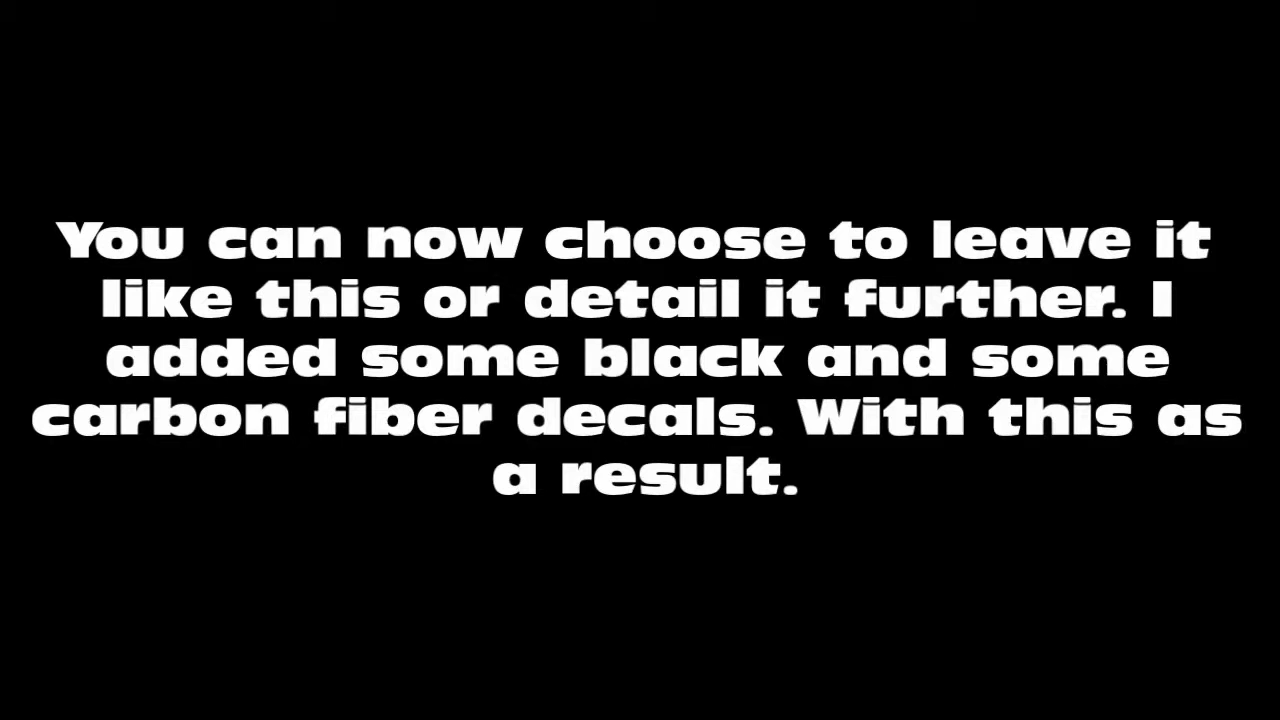 You can now choose to leave it
like this or detail it further. I
added some black and some
carbon fiber decals. With this as
a result.